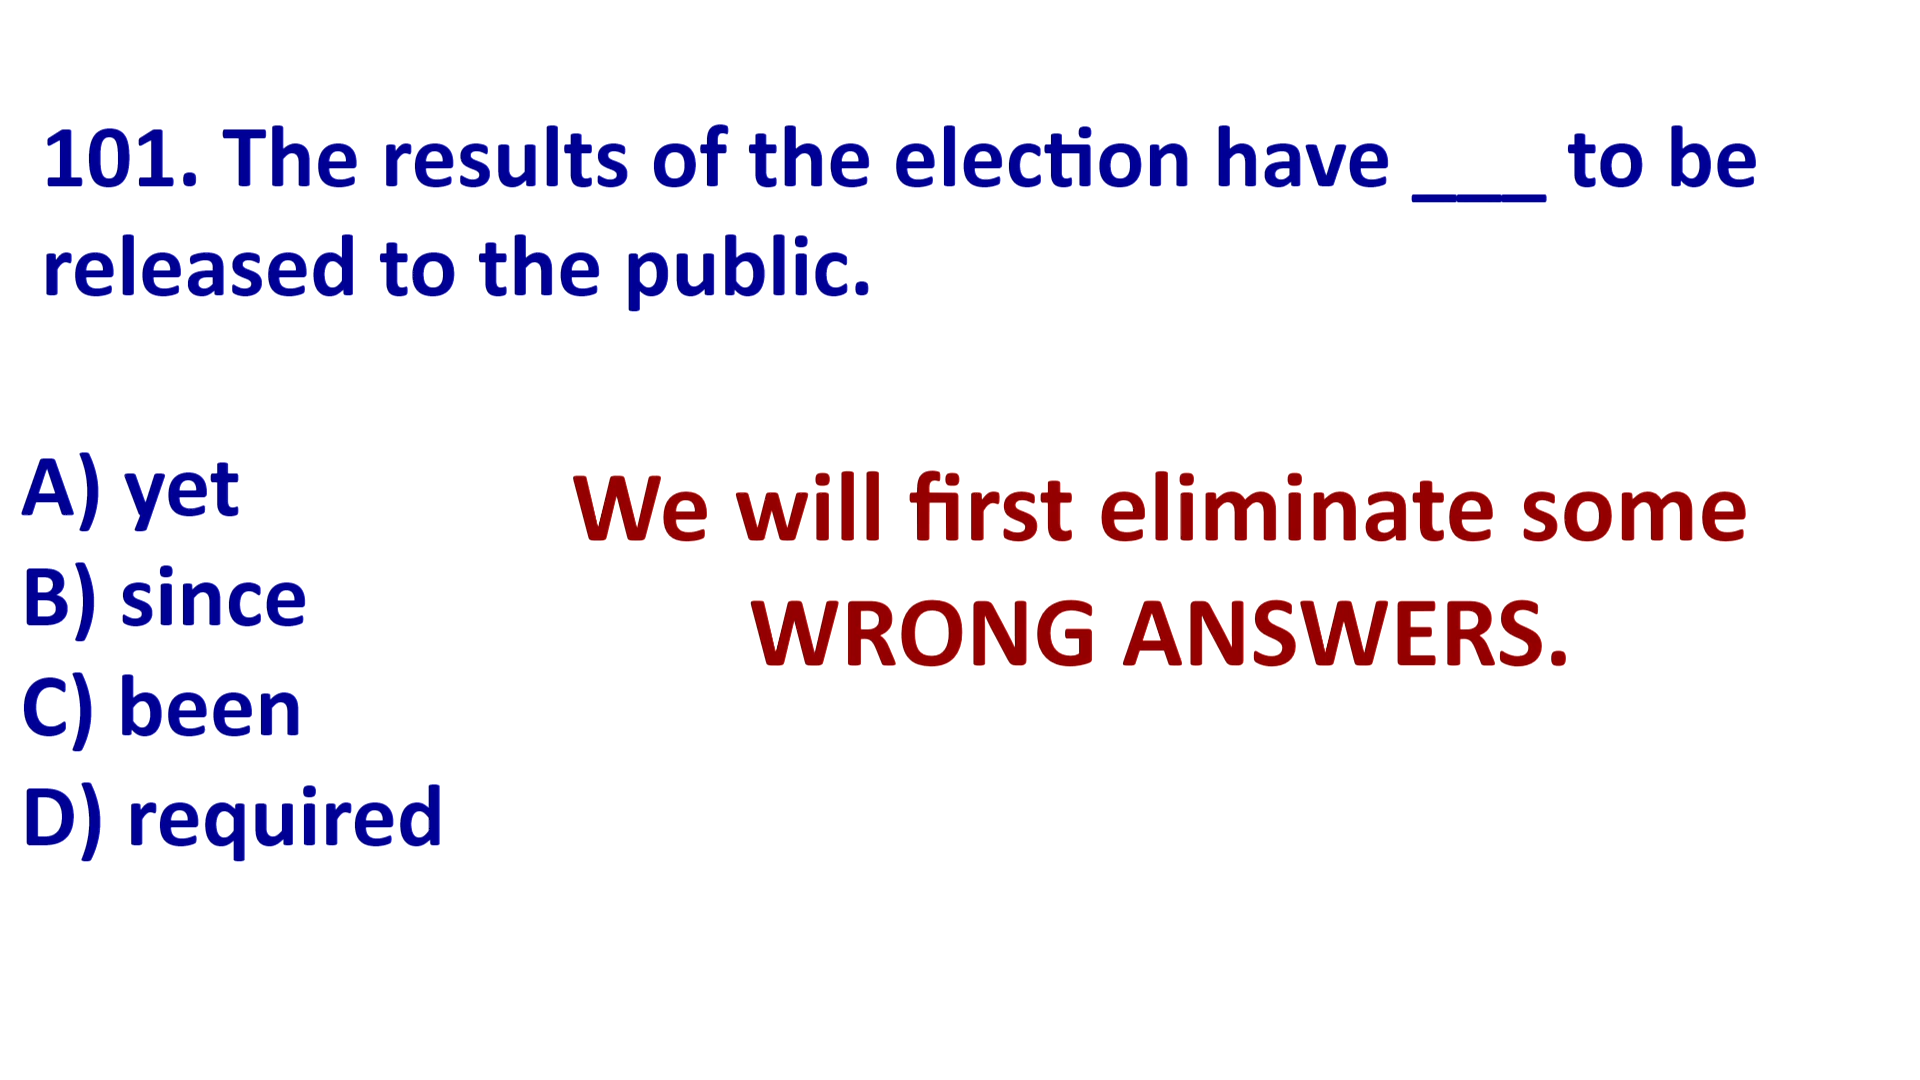 101. The results of the election have ___ to be
released to the public.
A) yet
B) since
C) been
D) required
We will first eliminate some
WRONG ANSWERS.